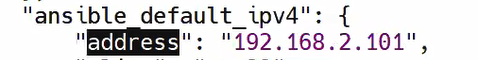 "ansible_default_ipv4": {
"address": "192.168.2.101",